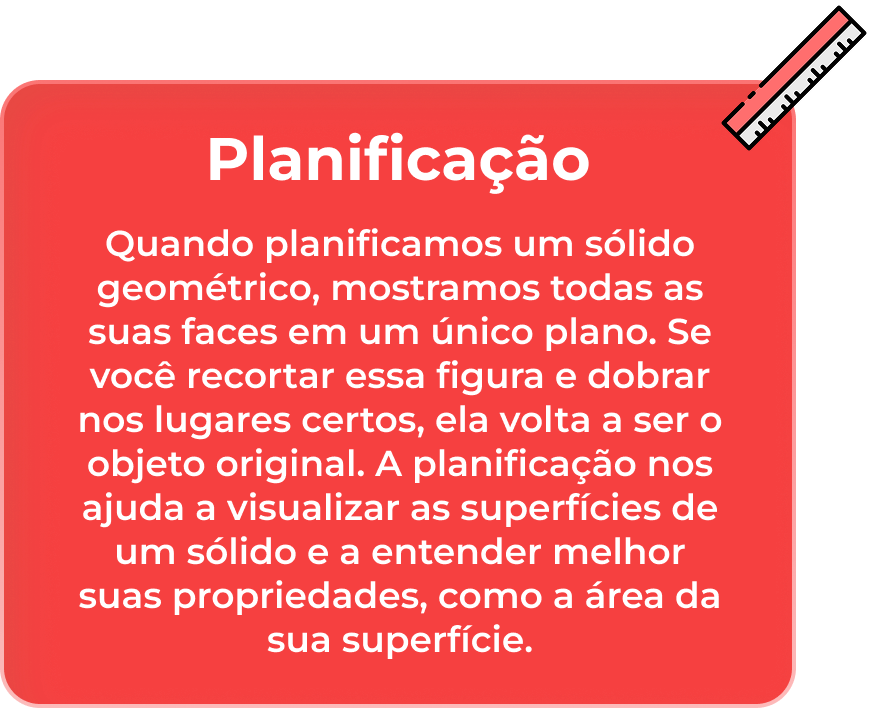 Planificação
Quando planificamos um sólido
geométrico, mostramos todas as
suas faces em um único plano. Se
você recortar essa figura e dobrar
nos lugares certos, ela volta a ser o
objeto original. A planificação nos
ajuda a visualizar as superfícies de
um sólido e a entender melhor
suas propriedades, como a área da
sua superfície.